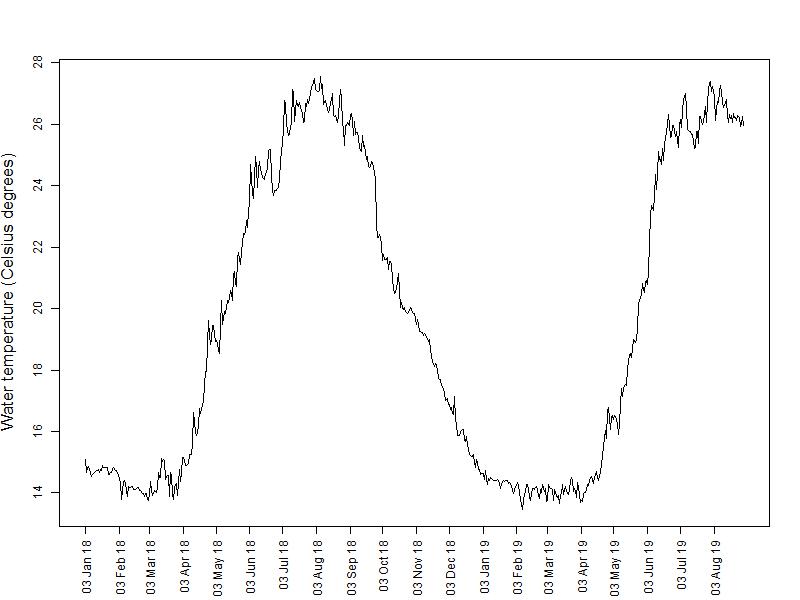 Water temperature (Celsius degrees)
28
26
24
22
20
18
16
14
03 Jan 18
03 Feb 18
03 Mar 18
03 Apr 18
03 May 18
03 Jun 18
03 Jul 18
03 Aug 18
03 Sep 18
03 Oct 18
03 Nov 18
03 Dec 18
03 Jan 19
03 Feb 19
03 Mar 19
03 Apr 19
03 May 19
03 Jun 19
03 Jul 19
03 Aug 19